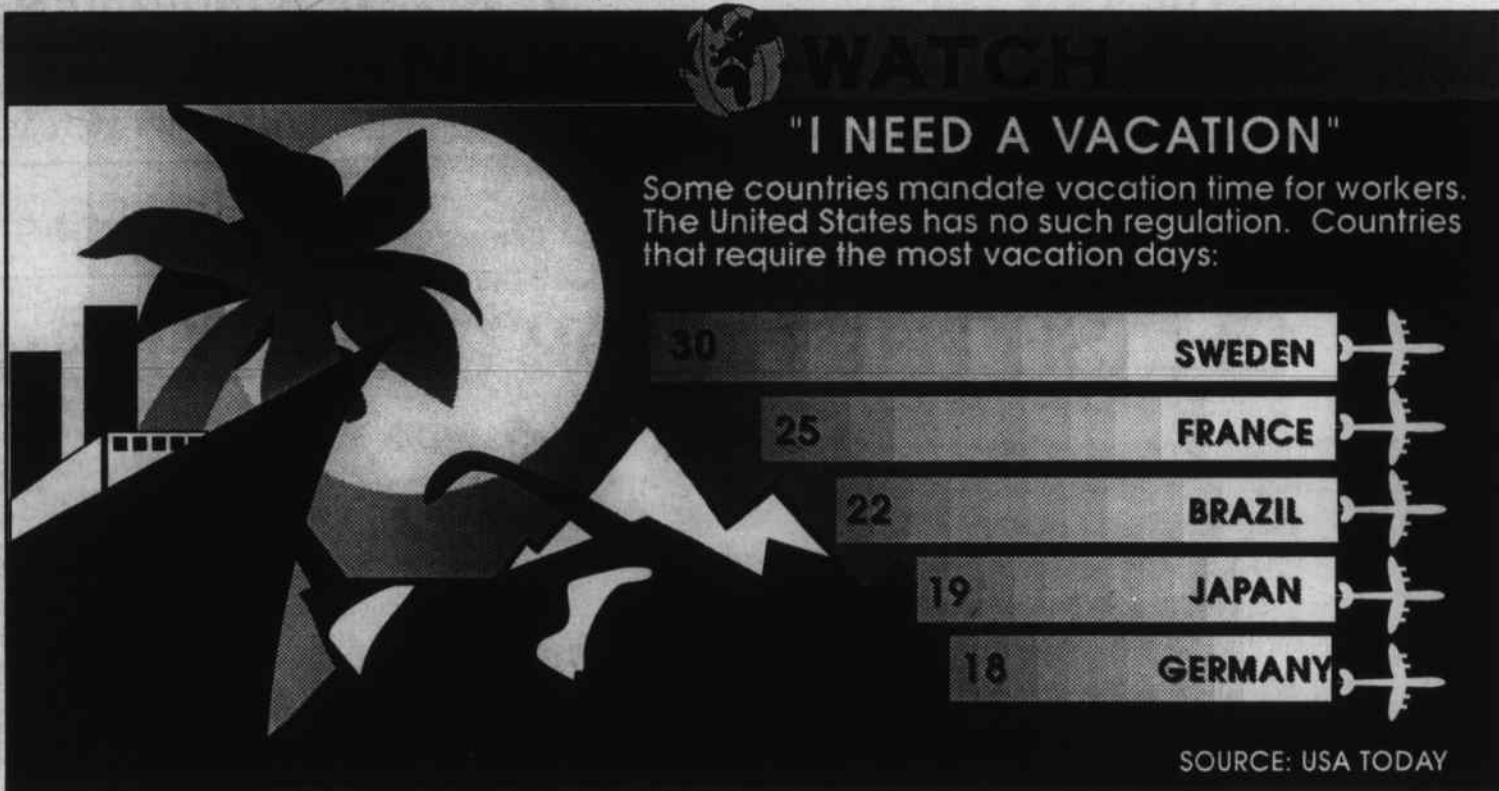 WATCH
"I NEED A VACATION"
Some countries mandate vacation time for workers.
The United States has no such regulation. Countries
that require the most vacation days:
30 SWEDEN
25 FRANCE
22 BRAZIL
19 JAPAN
18 GERMANY
SOURCE: USA TODAY